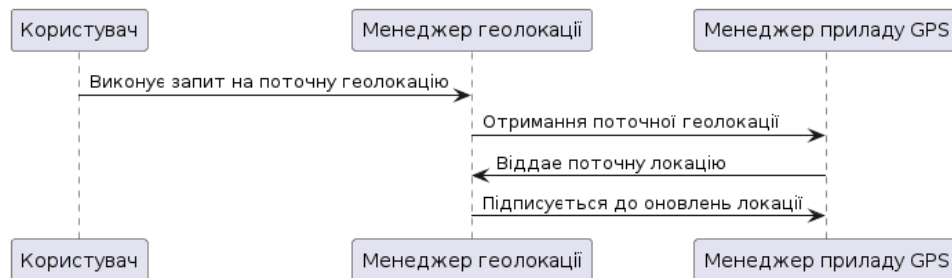 Користувач
Менеджер геолокації
Менеджер приладу GPS
Виконує запит на поточну геолокацію
Отримання поточної геолокації
Віддае поточну локацію
Підписується до оновлень локації
Користувач
Менеджер геолокації
Менеджер приладу GPS